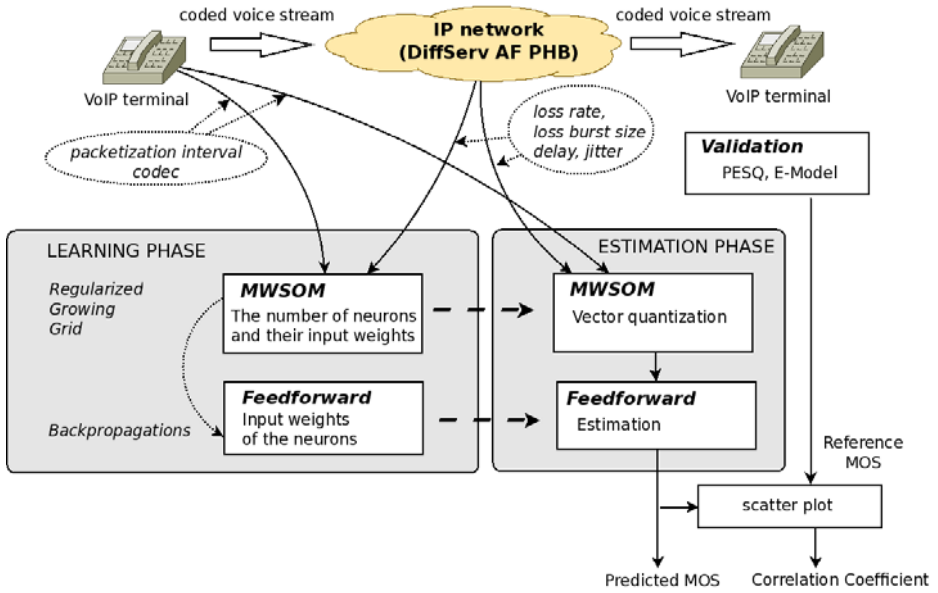 coded voice stream
coded voice stream
IP network
(DiffServ AF PHB)
VoIP terminal
VoIP terminal
loss rate,
loss burst size
delay, jitter
packetization interval
codec
Validation
PESQ, E-Model
LEARNING PHASE
ESTIMATION PHASE
Regularized
Growing
Grid
MWSOM
The number of neurons
and their input weights
MWSOM
Vector quantization
Feedforward
Input weights
of the neurons
Feedforward
Estimation
Backpropagations
Reference
MOS
scatter plot
Predicted MOS
Correlation Coefficient